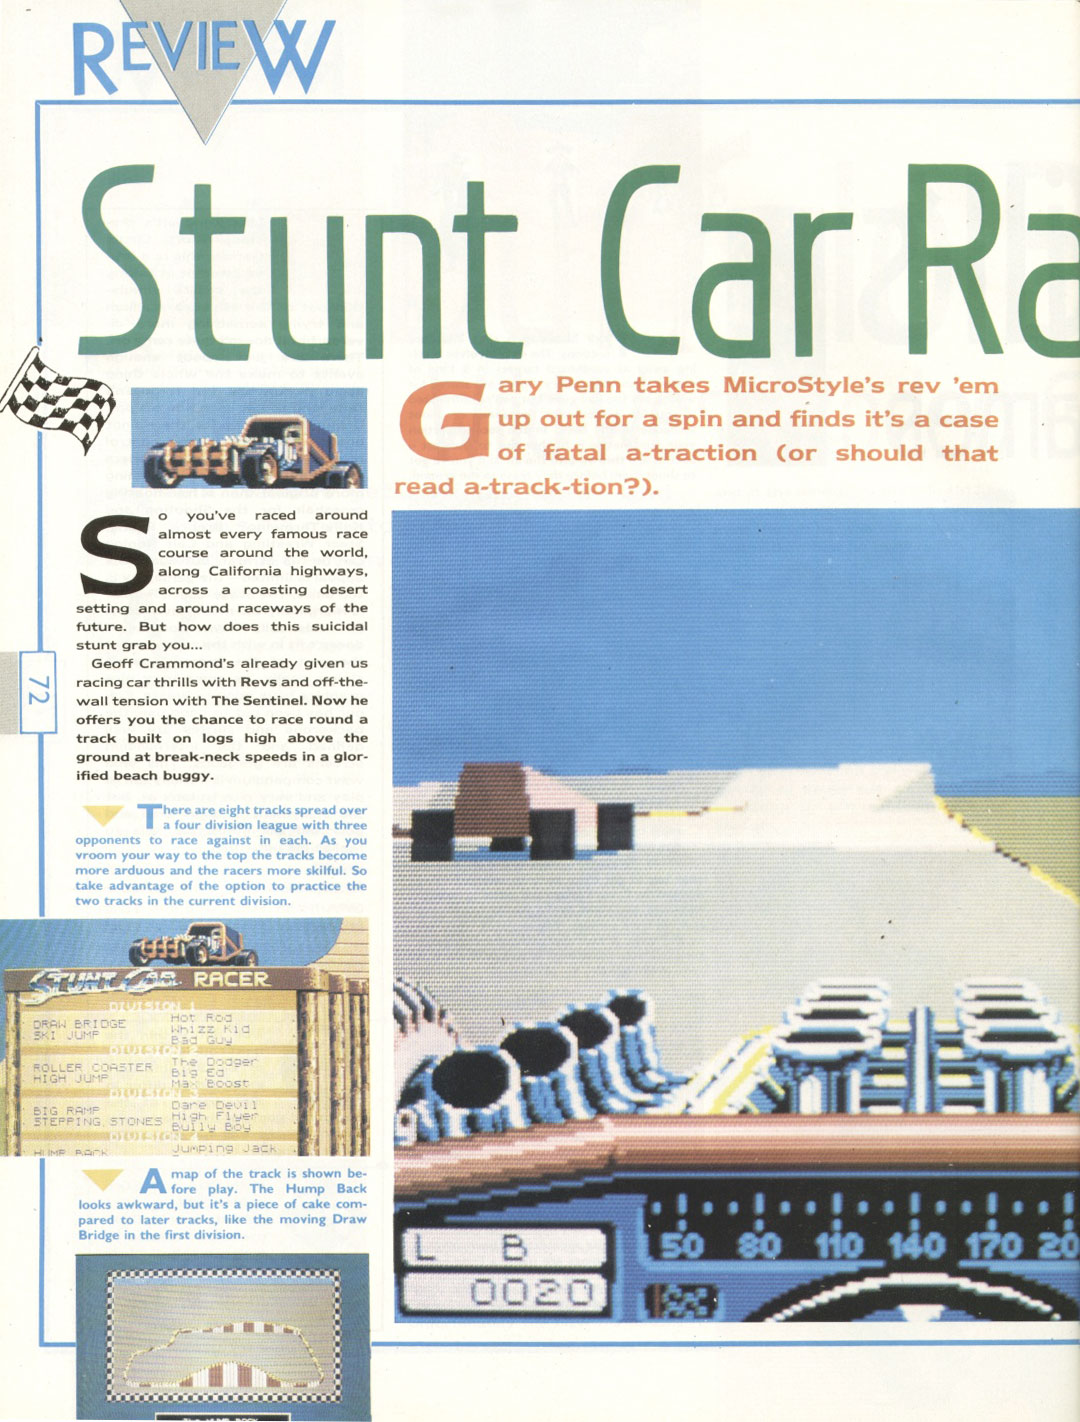 REVIEW
Stunt Car Ra
Gary Penn takes MicroStyle's rev 'em
up out for a spin and finds it's a case
of fatal a-traction (or should that
read a-track-tion?).
So you've raced around
almost every famous race
course around the world,
along California highways,
across a roasting desert
setting and around raceways of the
future. But how does this suicidal
stunt grab you...
Geoff Crammond's already given us
racing car thrills with Revs and off-the-
wall tension with The Sentinel. Now he
offers you the chance to race round a
track built on logs high above the
ground at break-neck speeds in a glor-
ified beach buggy.
72
There are eight tracks spread over
a four division league with three
opponents to race against in each. As you
vroom your way to the top the tracks become
more arduous and the racers more skilful. So
take advantage of the option to practice the
two tracks in the current division.
STUNT CAR RACER
DIVISION 1
DRAW BRIDGE
SKI JUMP
Hot Rod
Whizz Kid
Bad Guy
DIVISION 2
ROLLER COASTER
HIGH JUMP
The Dodger
Big Ed
Max Boost
DIVISION 3
BIG RAMP
STEPPING STONES
Dare Devil
High Flyer
Bully Boy
DIVISION 4
HUMP BACK
Jumping Jack
A map of the track is shown be-
fore play. The Hump Back
looks awkward, but it's a piece of cake com-
pared to later tracks, like the moving Draw
Bridge in the first division.
L B
0020
50 80 110 140 170 20